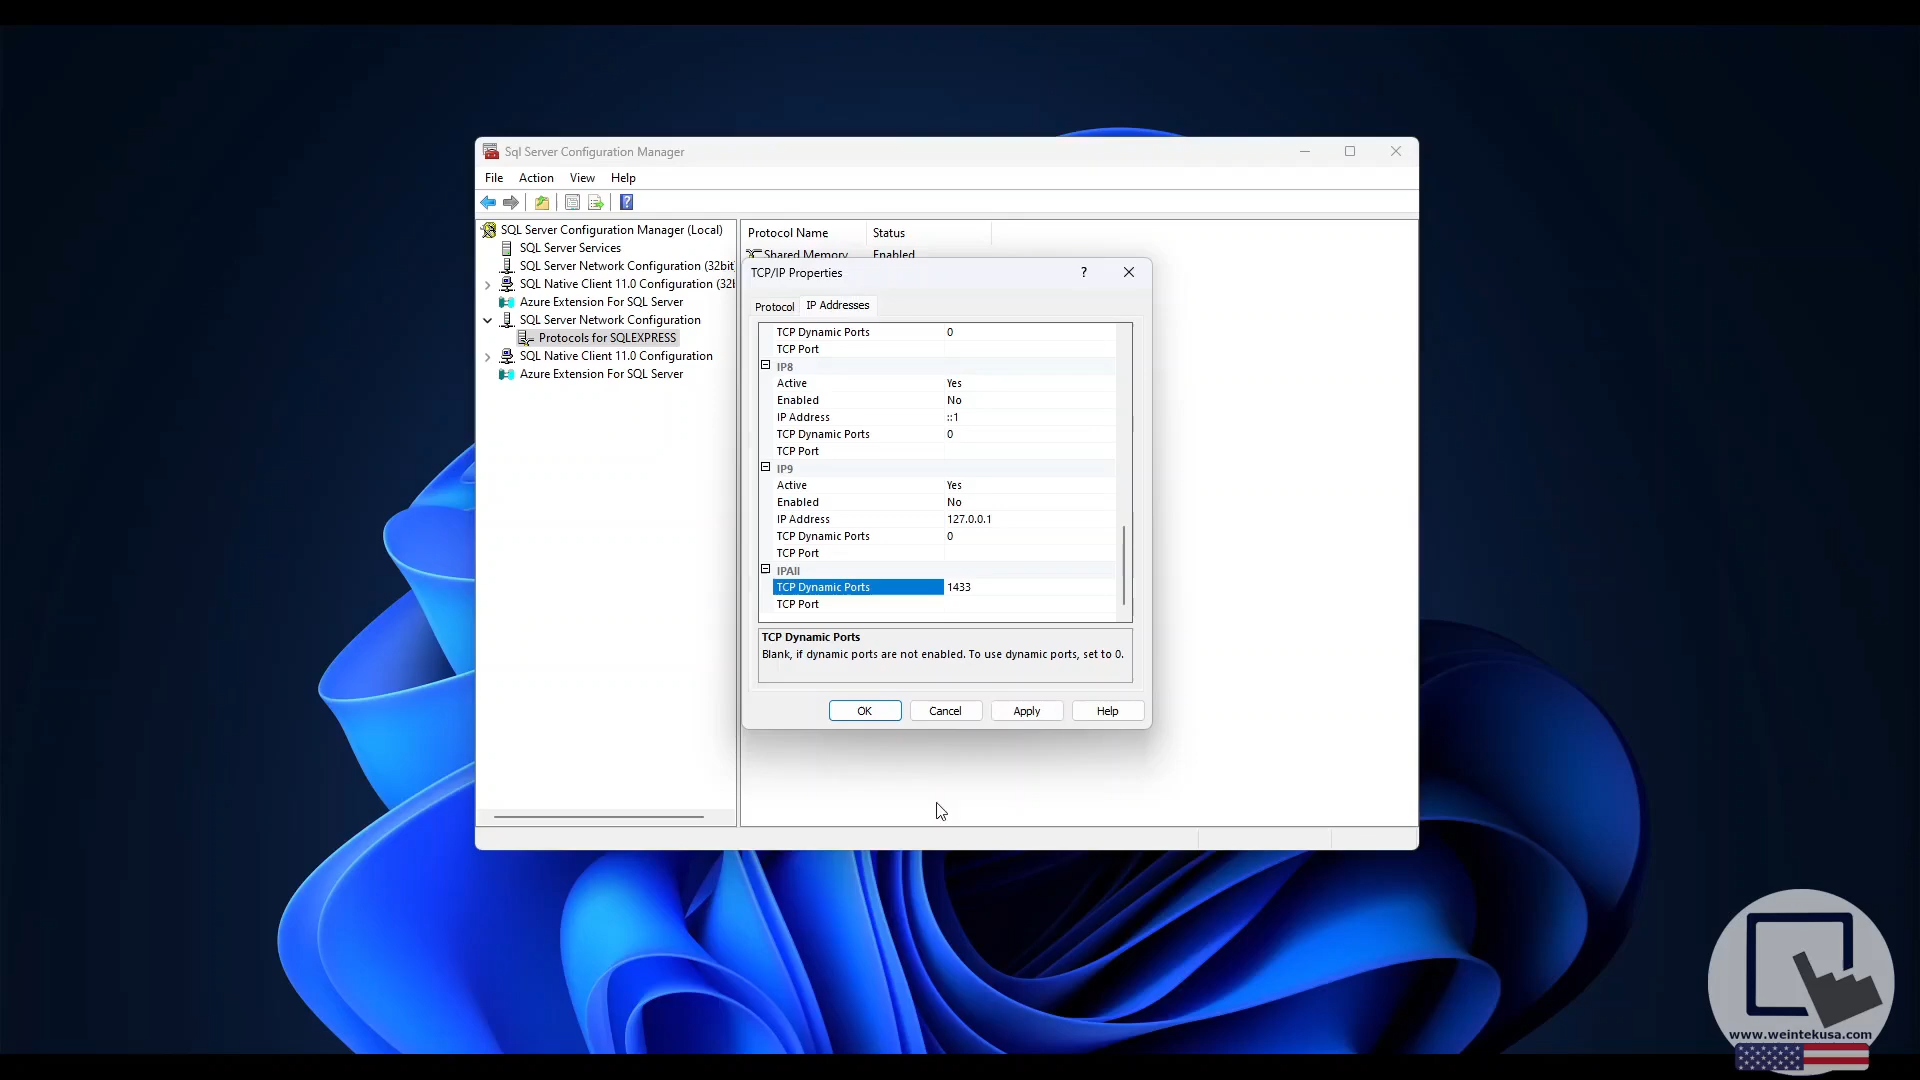 Sql Server Configuration Manager
File Action View Help
SQL Server Configuration Manager (Local)
SQL Server Services
SQL Server Network Configuration (32bit
SQL Native Client 11.0 Configuration (32b
Azure Extension For SQL Server
SQL Server Network Configuration
Protocols for SQLEXPRESS
SQL Native Client 11.0 Configuration
Azure Extension For SQL Server
Protocol Name Status
Shared Memory Enabled
TCP/IP Properties
Protocol IP Addresses
TCP Dynamic Ports 0
TCP Port
IP8
Active Yes
Enabled No
IP Address ::1
TCP Dynamic Ports 0
TCP Port
IP9
Active Yes
Enabled No
IP Address 127.0.0.1
TCP Dynamic Ports 0
TCP Port
IPAll
TCP Dynamic Ports 1433
TCP Port
TCP Dynamic Ports
Blank, if dynamic ports are not enabled. To use dynamic ports, set to 0.
OK Cancel Apply Help
www.weintekusa.com